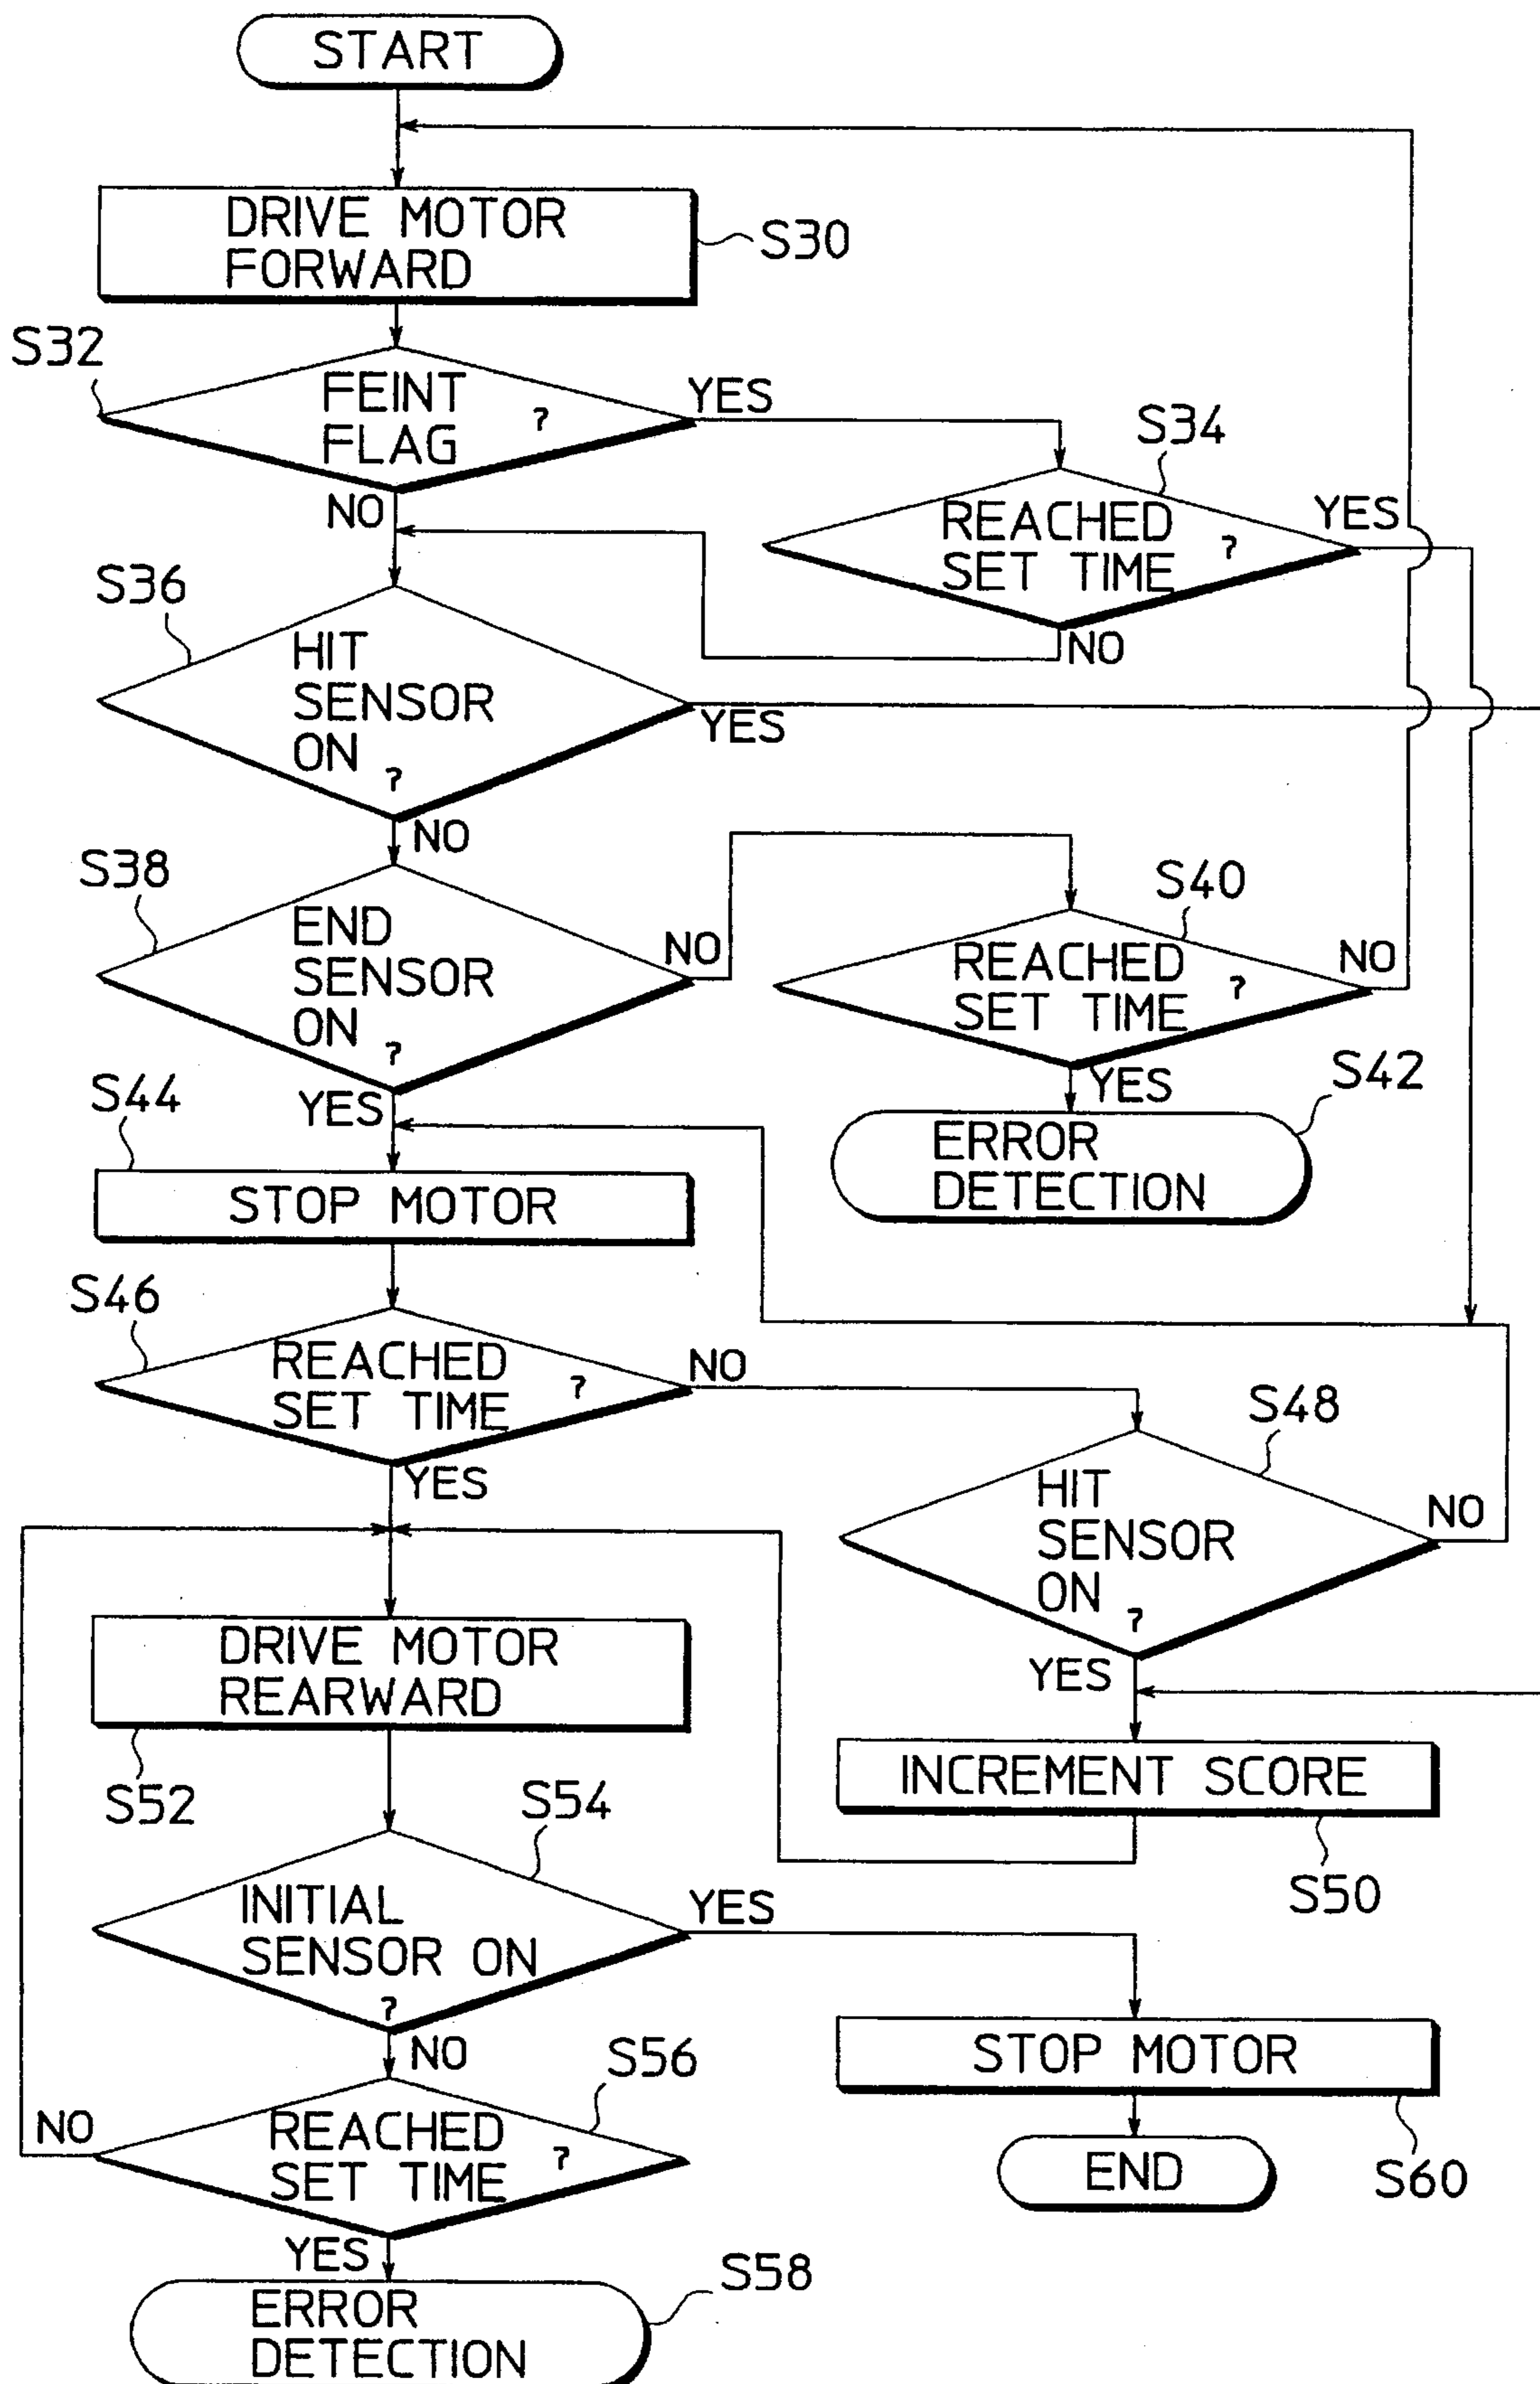 START
DRIVE MOTOR
FORWARD
S30
S32
FEINT
FLAG ?
YES
NO
S34
REACHED
SET TIME ?
YES
NO
S36
HIT
SENSOR
ON ?
YES
NO
S38
END
SENSOR
ON ?
NO
YES
S40
REACHED
SET TIME ?
NO
YES
S42
ERROR
DETECTION
S44
STOP MOTOR
S46
REACHED
SET TIME ?
NO
YES
S48
HIT
SENSOR
ON ?
NO
YES
INCREMENT SCORE
S50
DRIVE MOTOR
REARWARD
S52
S54
INITIAL
SENSOR ON
?
YES
NO
S56
REACHED
SET TIME ?
NO
YES
STOP MOTOR
S60
END
S58
ERROR
DETECTION